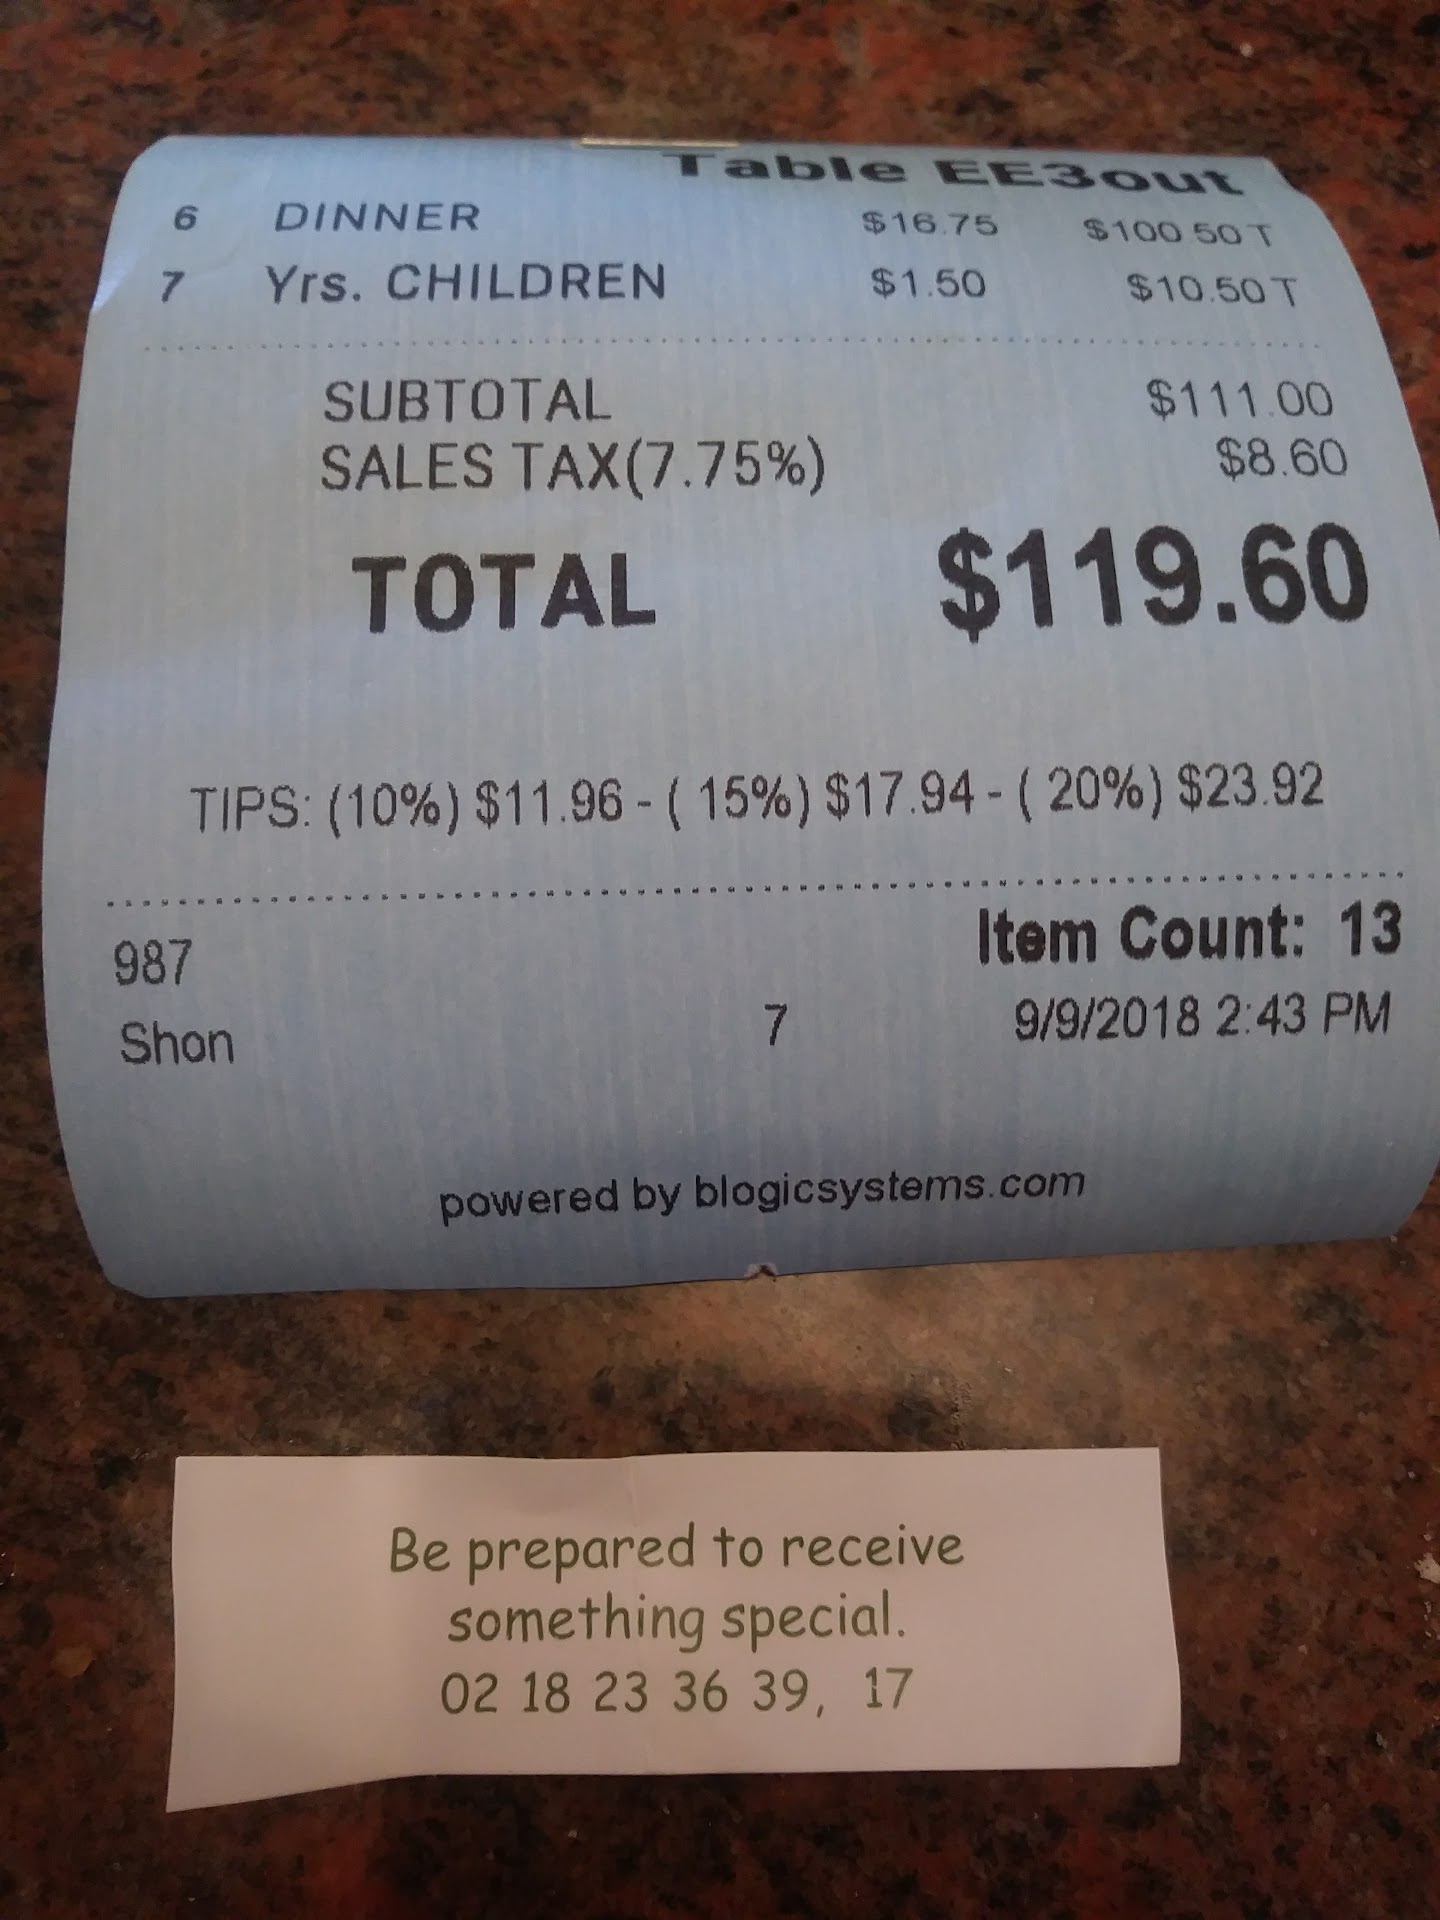 Table EE3out
6 DINNER $16.75 $100.50 T
7 Yrs. CHILDREN $1.50 $10.50 T
SUBTOTAL $111.00
SALES TAX(7.75%) $8.60
TOTAL $119.60
TIPS: (10%) $11.96 - ( 15%) $17.94 - ( 20%) $23.92
Item Count: 13
987
Shon 7 9/9/2018 2:43 PM
powered by blogicsystems.com
Be prepared to receive
something special.
02 18 23 36 39, 17